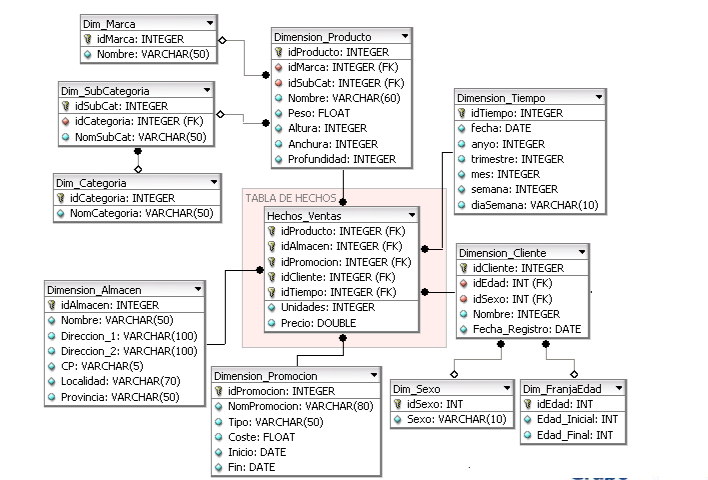 Dim_Marca
idMarca: INTEGER
Nombre: VARCHAR(50)
Dimension_Producto
idProducto: INTEGER
idMarca: INTEGER (FK)
idSubCat: INTEGER (FK)
Nombre: VARCHAR(60)
Peso: FLOAT
Altura: INTEGER
Anchura: INTEGER
Profundidad: INTEGER
Dim_SubCategoria
idSubCat: INTEGER
idCategoria: INTEGER (FK)
NomSubCat: VARCHAR(50)
Dimension_Tiempo
idTiempo: INTEGER
fecha: DATE
anyo: INTEGER
trimestre: INTEGER
mes: INTEGER
semana: INTEGER
diaSemana: VARCHAR(10)
Dim_Categoria
idCategoria: INTEGER
NomCategoria: VARCHAR(50)
TABLA DE HECHOS
Hechos_Ventas
idProducto: INTEGER (FK)
idAlmacen: INTEGER (FK)
idPromocion: INTEGER (FK)
idCliente: INTEGER (FK)
idTiempo: INTEGER (FK)
Unidades: INTEGER
Precio: DOUBLE
Dimension_Cliente
idCliente: INTEGER
idEdad: INT (FK)
idSexo: INT (FK)
Nombre: INTEGER
Fecha_Registro: DATE
Dimension_Almacen
idAlmacen: INTEGER
Nombre: VARCHAR(50)
Direccion_1: VARCHAR(100)
Direccion_2: VARCHAR(100)
CP: VARCHAR(5)
Localidad: VARCHAR(70)
Provincia: VARCHAR(50)
Dimension_Promocion
idPromocion: INTEGER
NomPromocion: VARCHAR(80)
Tipo: VARCHAR(50)
Coste: FLOAT
Inicio: DATE
Fin: DATE
Dim_Sexo
idSexo: INT
Sexo: VARCHAR(10)
Dim_FranjaEdad
idEdad: INT
Edad_Inicial: INT
Edad_Final: INT